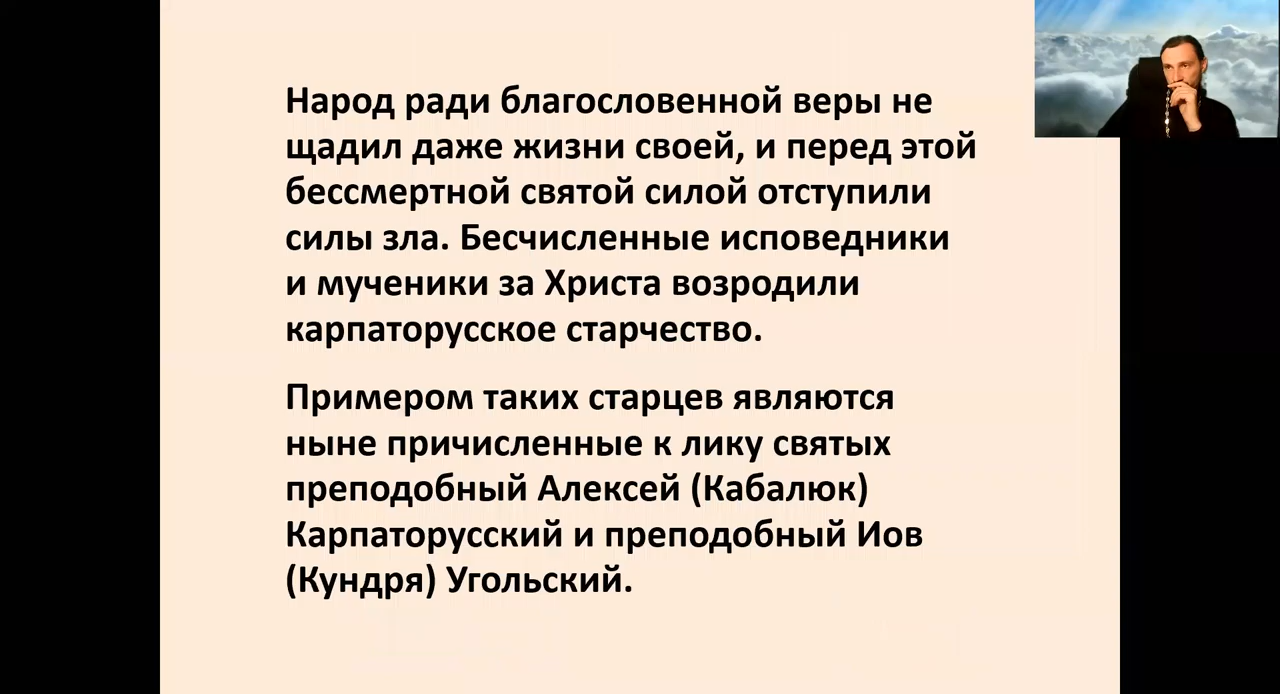 Народ ради благословенной веры не
щадил даже жизни своей, и перед этой
бессмертной святой силой отступили
силы зла. Бесчисленные исповедники
и мученики за Христа возродили
карпаторусское старчество.
Примером таких старцев являются
ныне причисленные к лику святых
преподобный Алексей (Кабалюк)
Карпаторусский и преподобный Иов
(Кундря) Угольский.